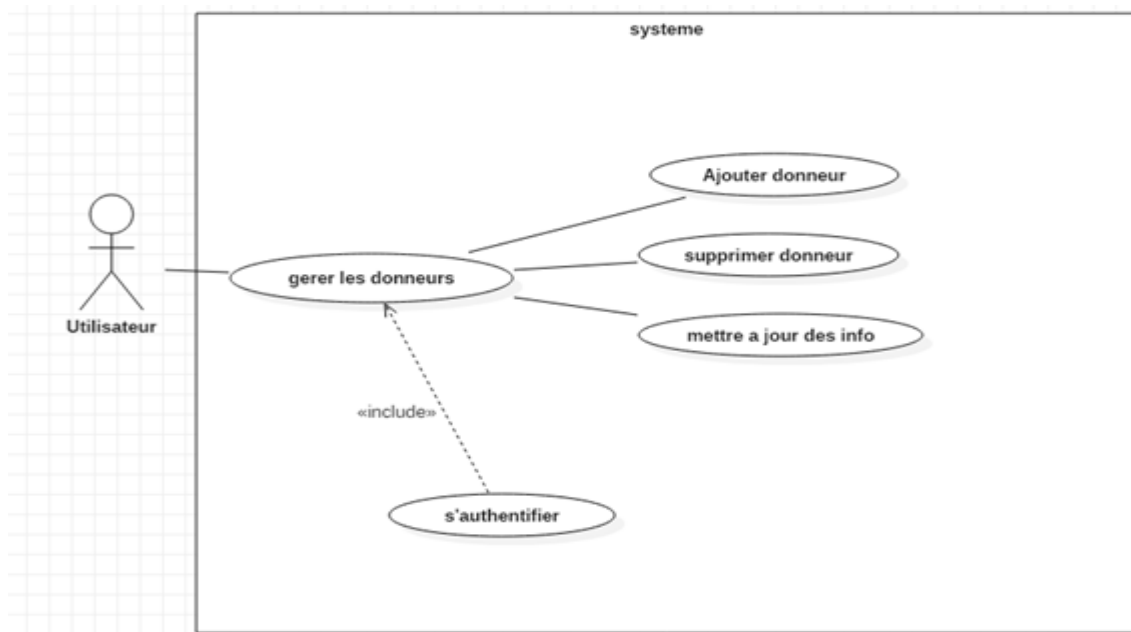 systeme
Ajouter donneur
supprimer donneur
gerer les donneurs
Utilisateur
mettre a jour des info
«include»
s'authentifier